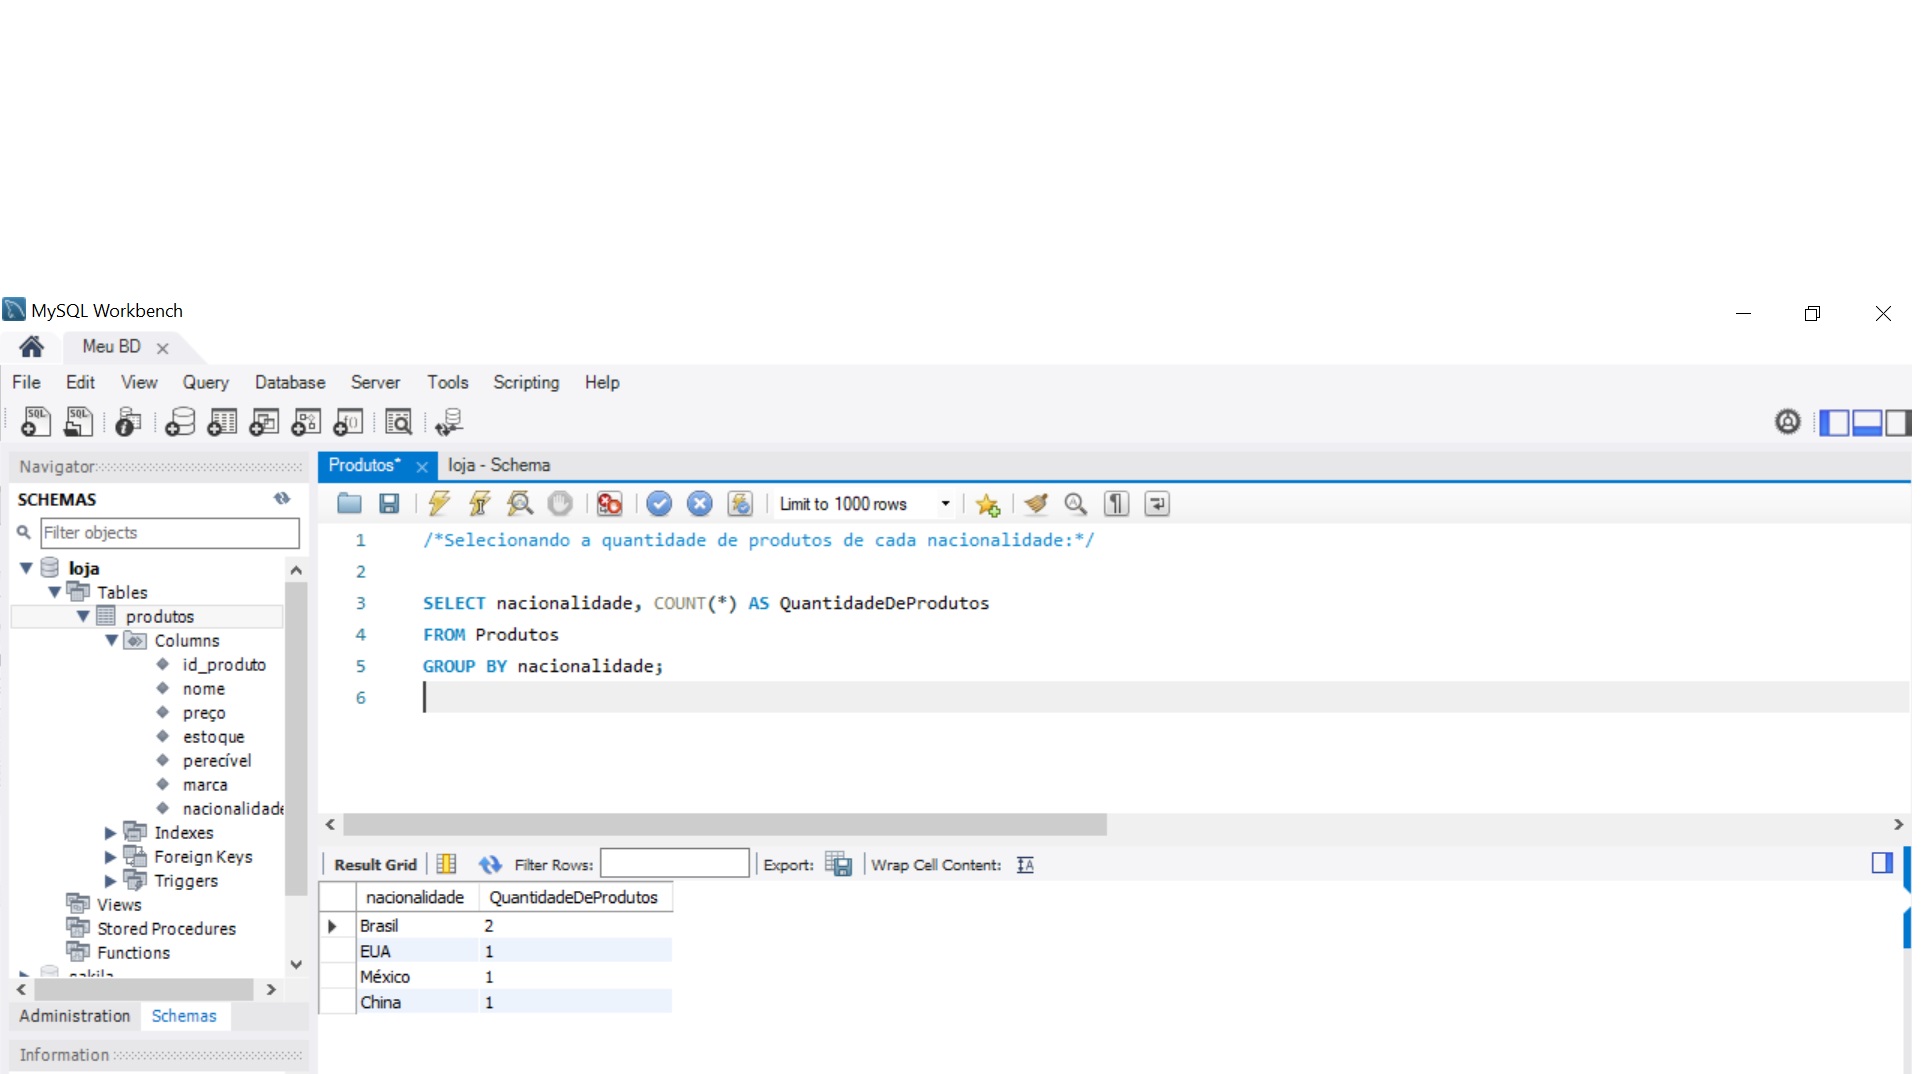 MySQL Workbench
Meu BD
File Edit View Query Database Server Tools Scripting Help
Navigator
SCHEMAS
Filter objects
loja
Tables
produtos
Columns
id_produto
nome
preço
estoque
perecível
marca
nacionalidade
Indexes
Foreign Keys
Triggers
Views
Stored Procedures
Functions
Administration Schemas
Information
Produtos* loja - Schema
Limit to 1000 rows
1 /*Selecionando a quantidade de produtos de cada nacionalidade:*/
2
3 SELECT nacionalidade, COUNT(*) AS QuantidadeDeProdutos
4 FROM Produtos
5 GROUP BY nacionalidade;
6
Result Grid Filter Rows: Export: Wrap Cell Content:
nacionalidade QuantidadeDeProdutos
Brasil 2
EUA 1
México 1
China 1